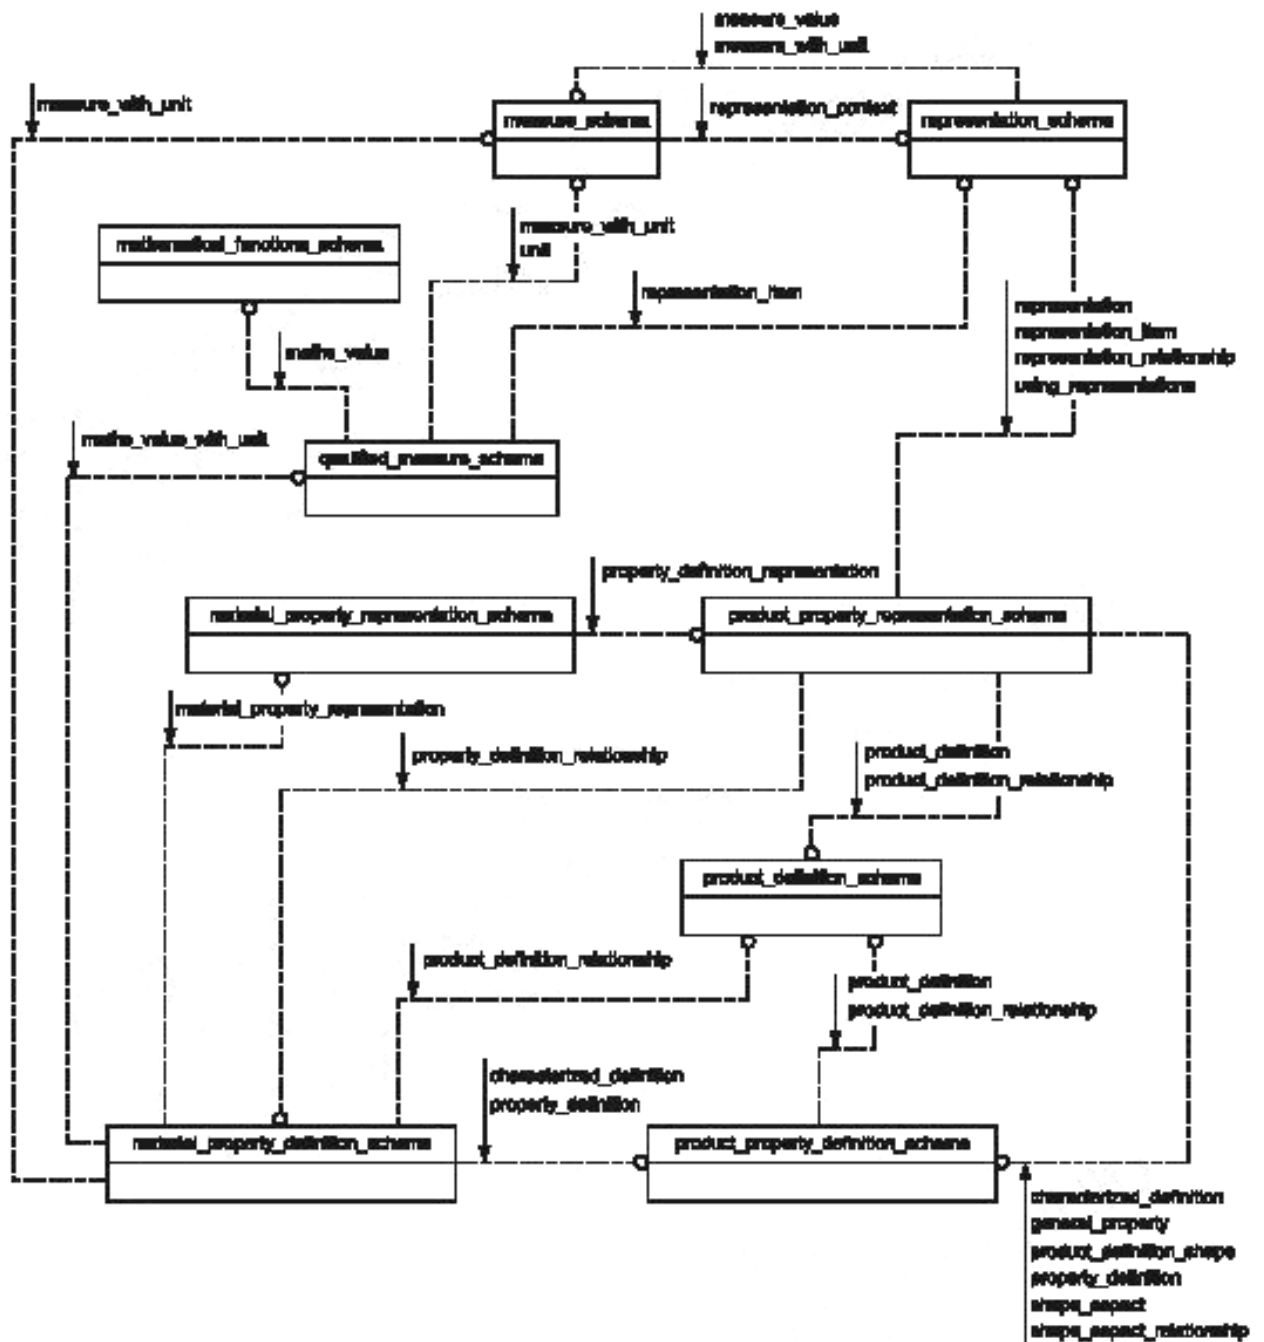 measure_value
measure_with_unit
measure_with_unit
measure_schema
representation_context
representation_schema
mathematical_functions_schema
measure_with_unit
unit
representation_item
representation
representation_item
representation_relationship
using_representations
maths_value
maths_value_with_unit
qualified_measure_schema
property_definition_representation
material_property_representation_schema
product_property_representation_schema
material_property_representation
property_definition_relationship
product_definition
product_definition_relationship
product_definition_schema
product_definition_relationship
product_definition
product_definition_relationship
characterized_definition
property_definition
material_property_definition_schema
product_property_definition_schema
characterized_definition
general_property
product_definition_shape
property_definition
shape_aspect
shape_aspect_relationship